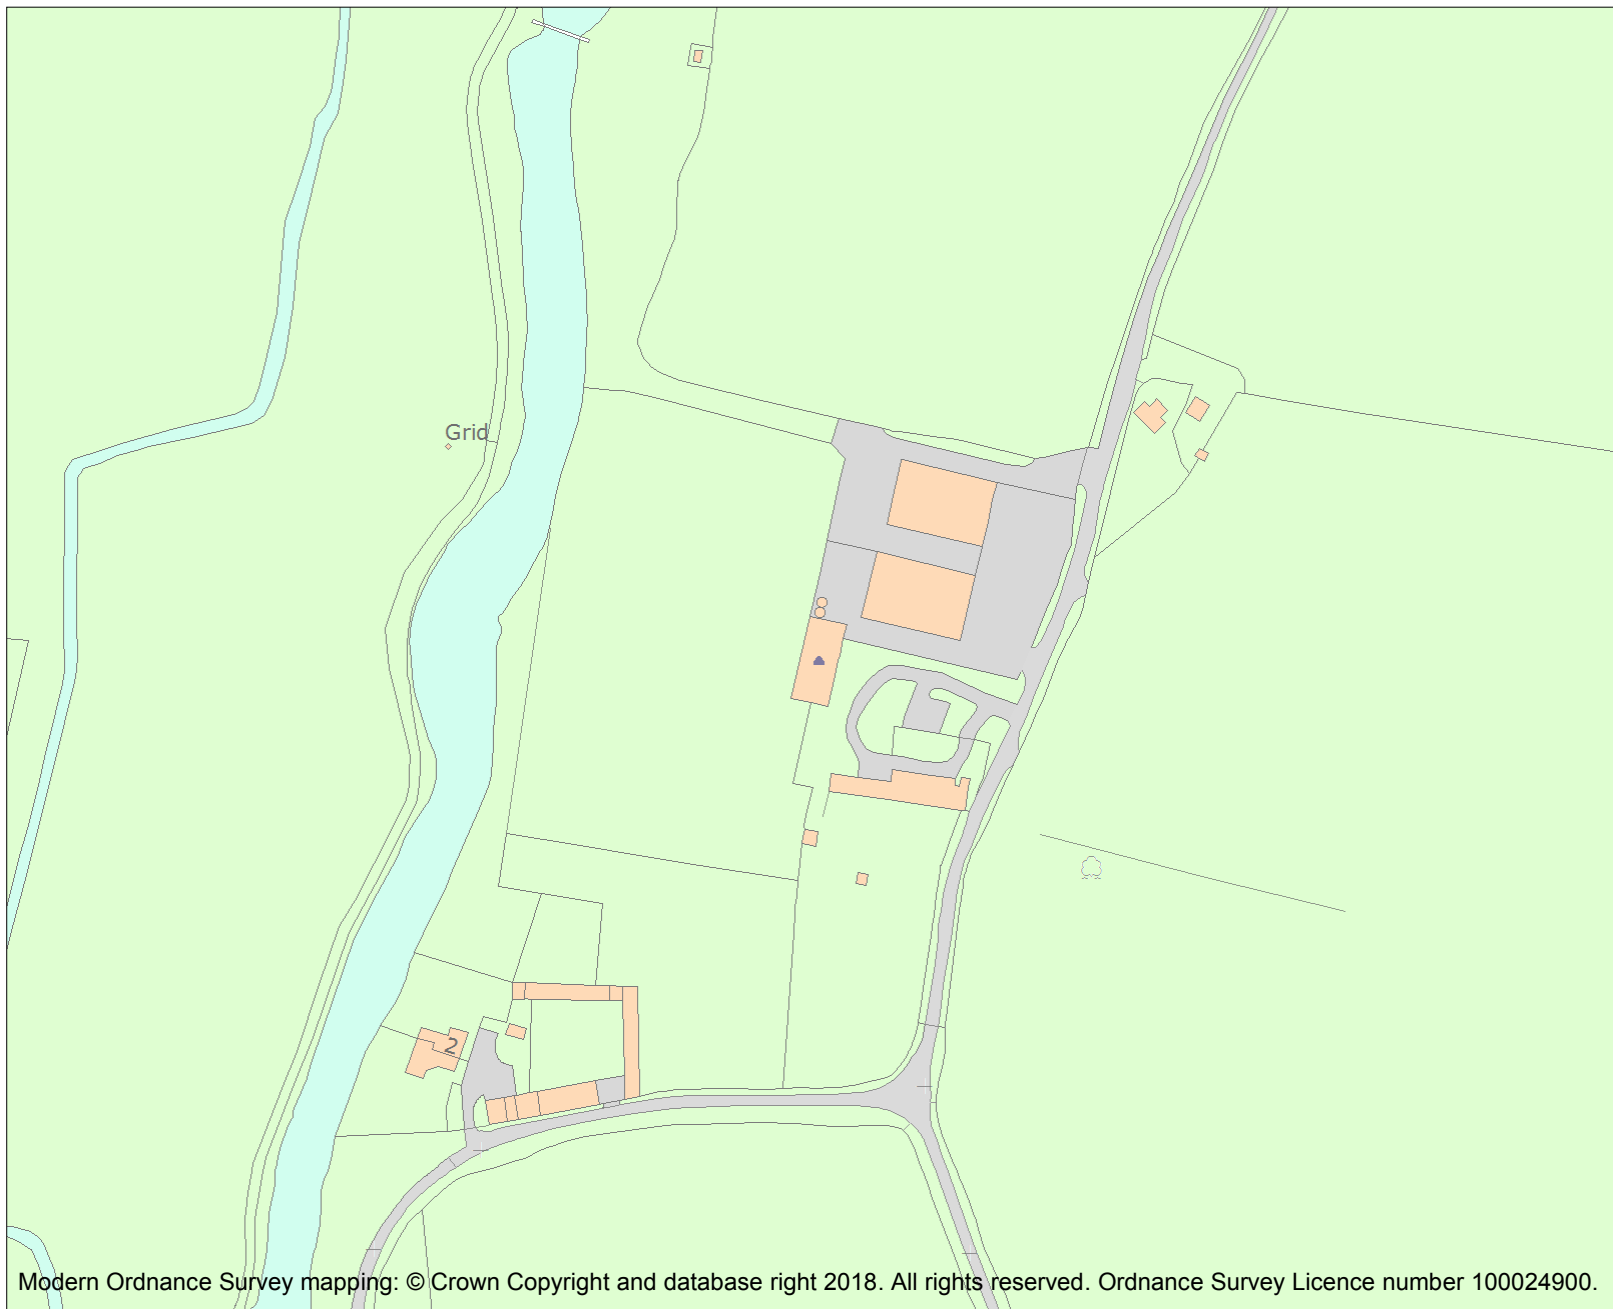 Grid
2
Modern Ordnance Survey mapping: © Crown Copyright and database right 2018. All rights reserved. Ordnance Survey Licence number 100024900.